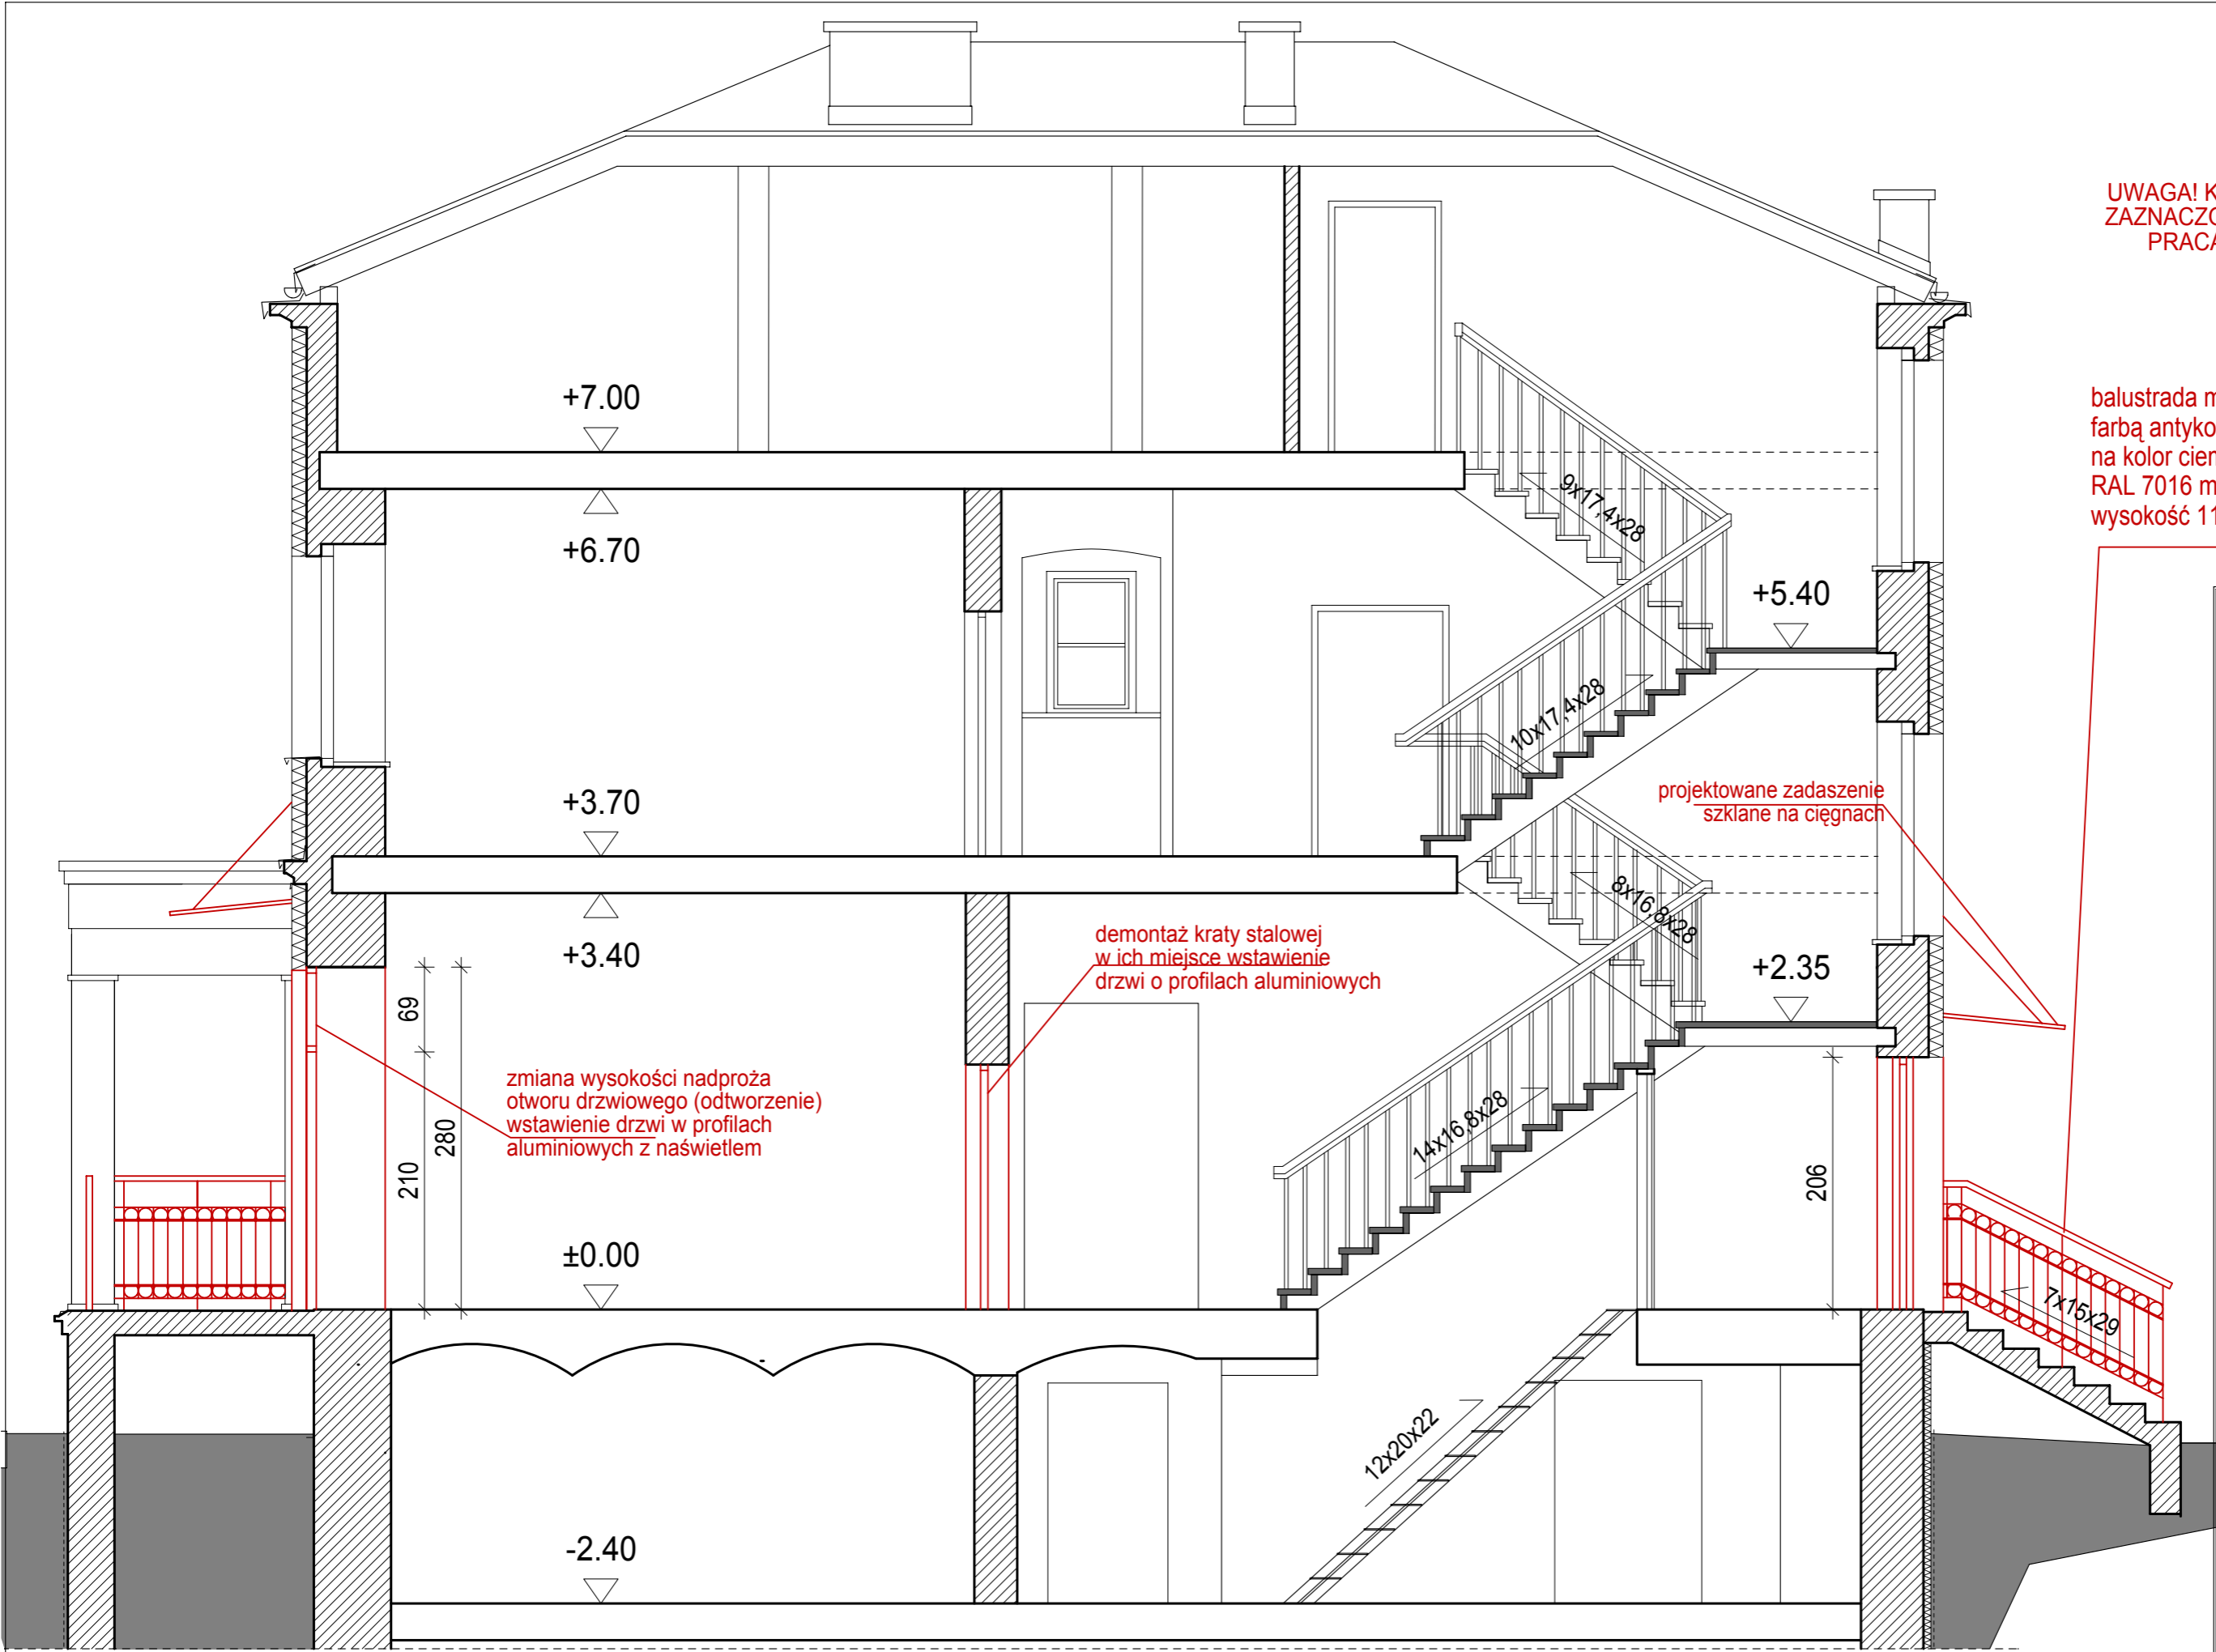 UWAGA! K
ZAZNACZO
PRACA
+7.00
balustrada m
farbą antyko
na kolor ciem
RAL 7016 m
wysokość 11
9x17,4x28
+6.70
+5.40
10x17,4x28
+3.70
projektowane zadaszenie
szklane na cięgnach
8x16,8x28
+3.40
demontaż kraty stalowej
w ich miejsce wstawienie
drzwi o profilach aluminiowych
+2.35
69
zmiana wysokości nadproża
otworu drzwiowego (odtworzenie)
wstawienie drzwi w profilach
aluminiowych z naświetlem
280
210
14x16,8x28
206
±0.00
7x15x29
12x20x22
-2.40